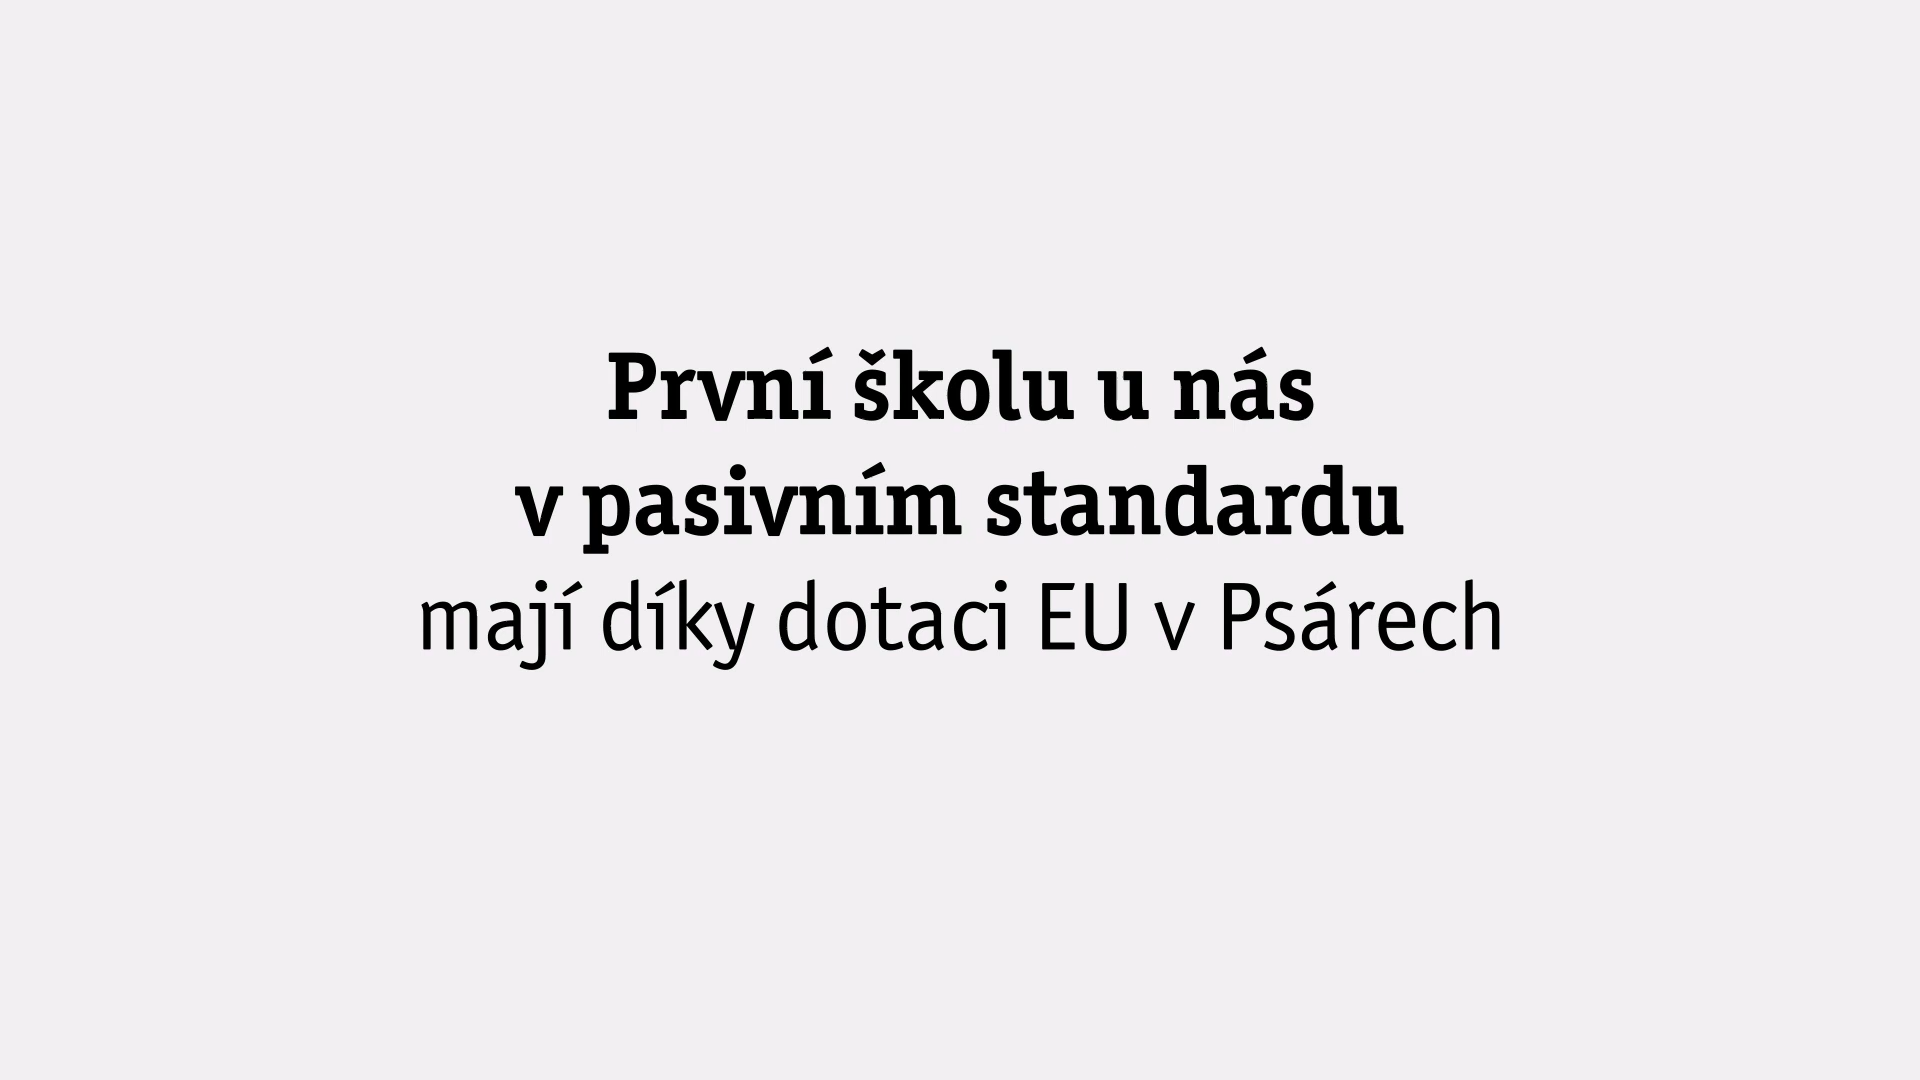 První školu u nás
v pasivním standardu
mají díky dotaci EU v Psárech